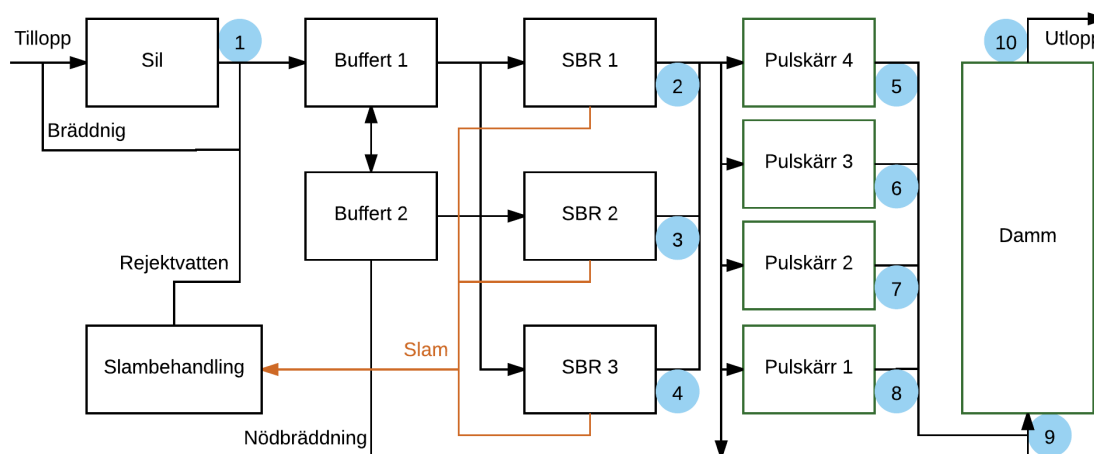 Tillopp
Sil
1
Buffert 1
SBR 1
2
Pulskärr 4
5
10
Utlopp
Bräddnig
Pulskärr 3
6
Buffert 2
SBR 2
3
Damm
Rejektvatten
Pulskärr 2
7
Slam
Slambehandling
SBR 3
4
Pulskärr 1
8
Nödbräddning
9